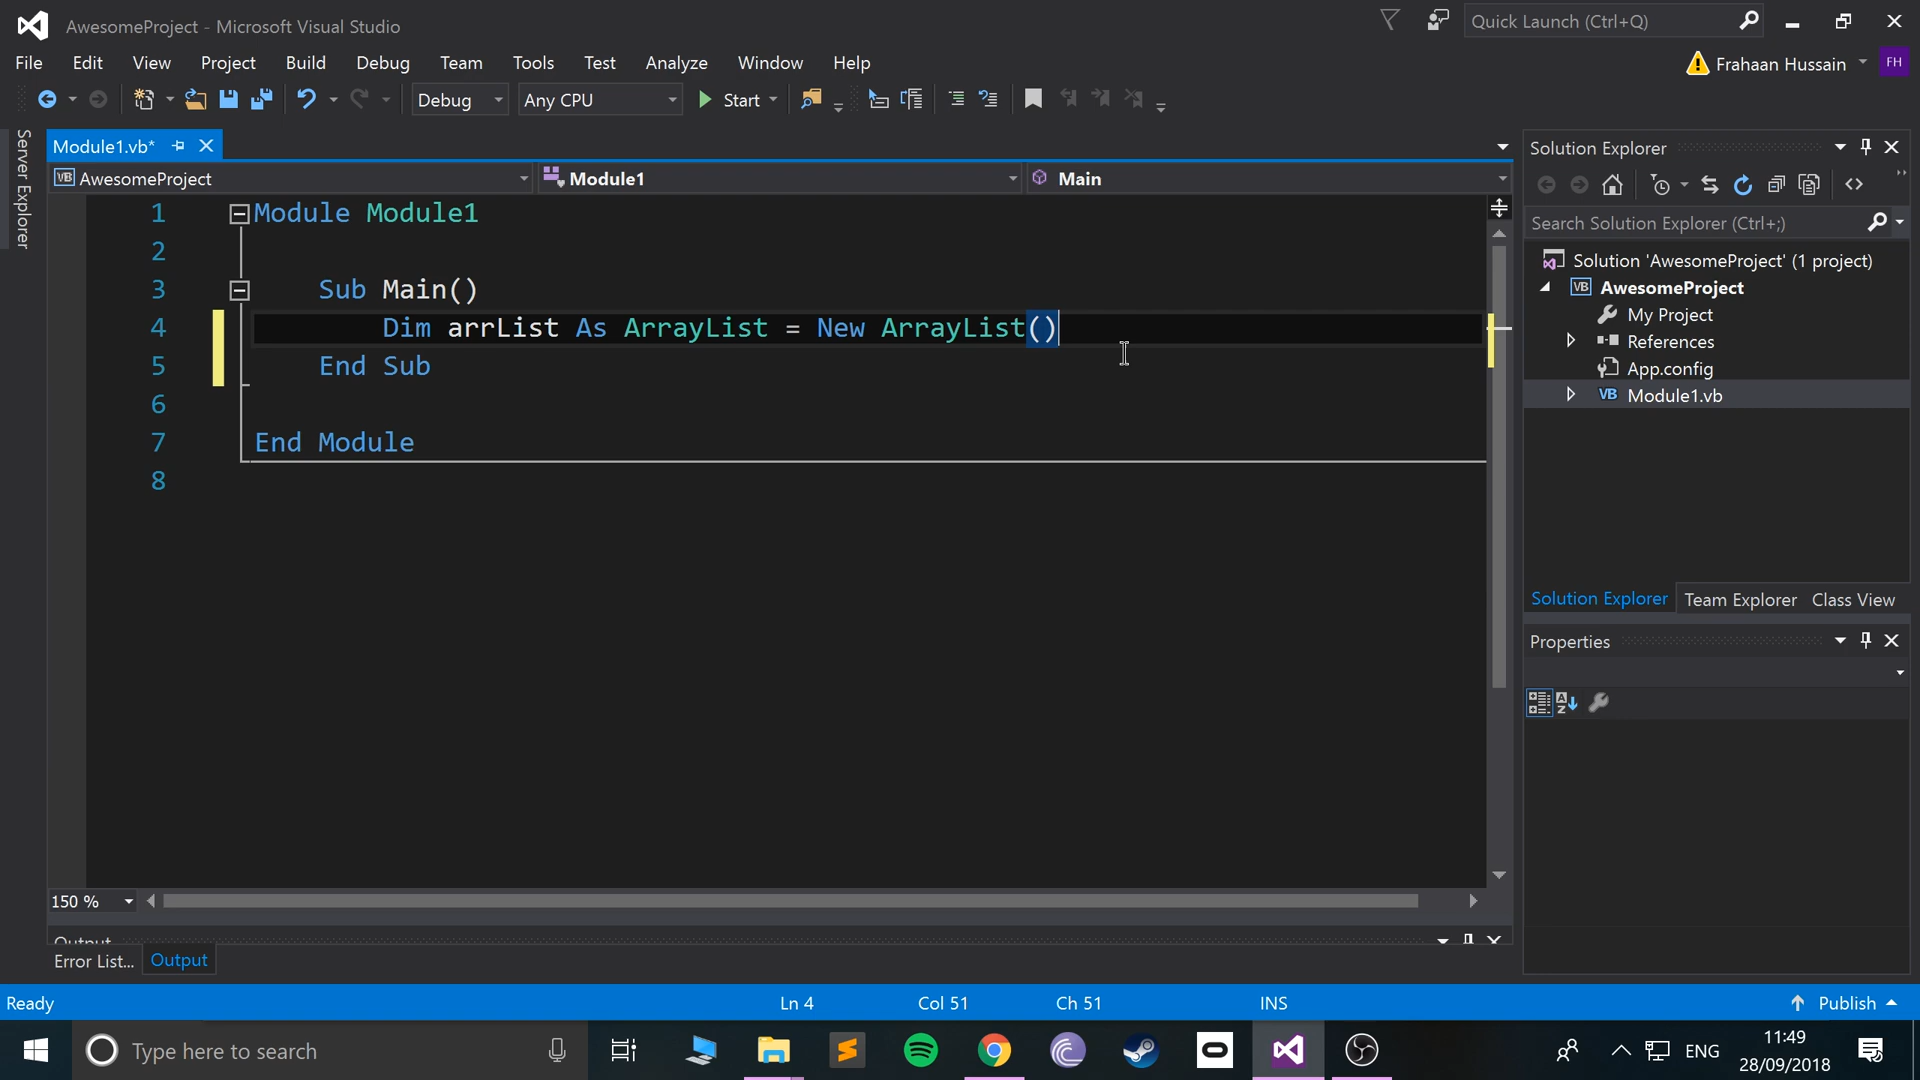 AwesomeProject - Microsoft Visual Studio
Quick Launch (Ctrl+Q)
File Edit View Project Build Debug Team Tools Test Analyze Window Help
Frahaan Hussain FH
Debug Any CPU Start
Server Explorer
Module1.vb*
VB AwesomeProject Module1 Main
1 Module Module1
2
3 Sub Main()
4 Dim arrList As ArrayList = New ArrayList()
5 End Sub
6
7 End Module
8
150 %
Output
Error List... Output
Solution Explorer
Search Solution Explorer (Ctrl+;)
Solution 'AwesomeProject' (1 project)
VB AwesomeProject
My Project
References
App.config
VB Module1.vb
Solution Explorer Team Explorer Class View
Properties
Ready Ln 4 Col 51 Ch 51 INS Publish
Type here to search
ENG
11:49
28/09/2018